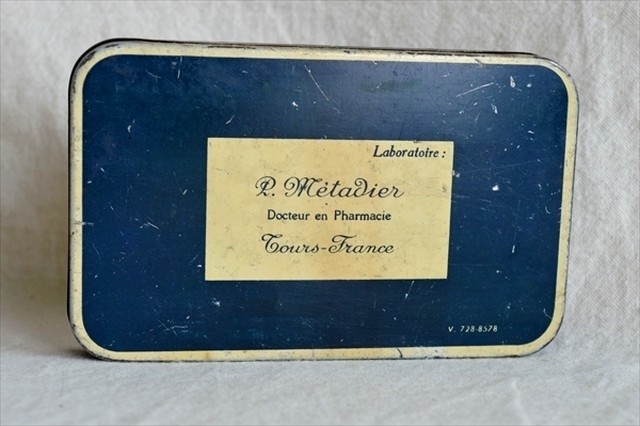 Laboratoire :
P. Métadier
Docteur en Pharmacie
Tours-France
V. 728-8578